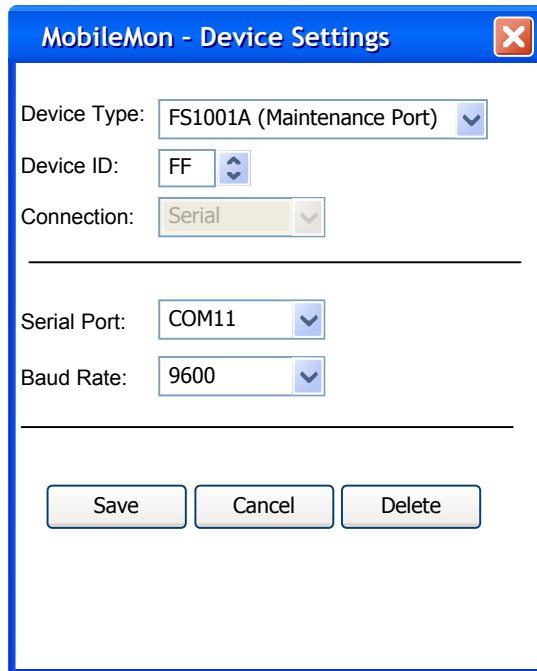 MobileMon - Device Settings
Device Type: FS1001A (Maintenance Port)
Device ID: FF
Connection: Serial
Serial Port: COM11
Baud Rate: 9600
Save Cancel Delete